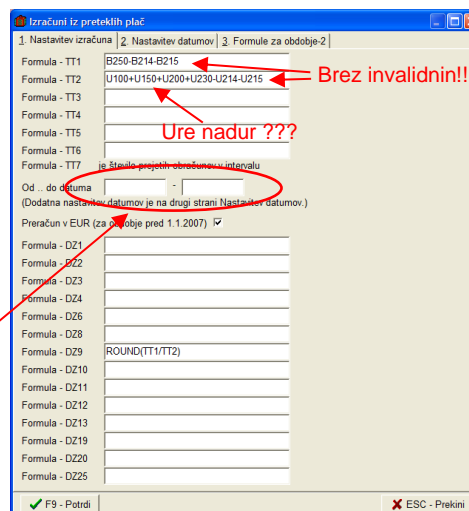 Izračuni iz preteklih plač
1. Nastavitev izračuna 2. Nastavitev datumov 3. Formule za obdobje-2
Formula - TT1 B250-B214-B215
Brez invalidnin!!
Formula - TT2 U100+U150+U200+U230-U214-U215
Formula - TT3
Formula - TT4
Formula - TT5
Ure nadur ???
Formula - TT6
Formula - TT7 je število prejetih obračunov v intervalu
Od .. do datuma -
(Dodatna nastavitev datumov je na drugi strani Nastavitev datumov.)
Preračun v EUR (za obdobje pred 1.1.2007)
Formula - DZ1
Formula - DZ2
Formula - DZ3
Formula - DZ4
Formula - DZ6
Formula - DZ8
Formula - DZ9 ROUND(TT1/TT2)
Formula - DZ10
Formula - DZ11
Formula - DZ12
Formula - DZ13
Formula - DZ19
Formula - DZ20
Formula - DZ25
F9 - Potrdi ESC - Prekini